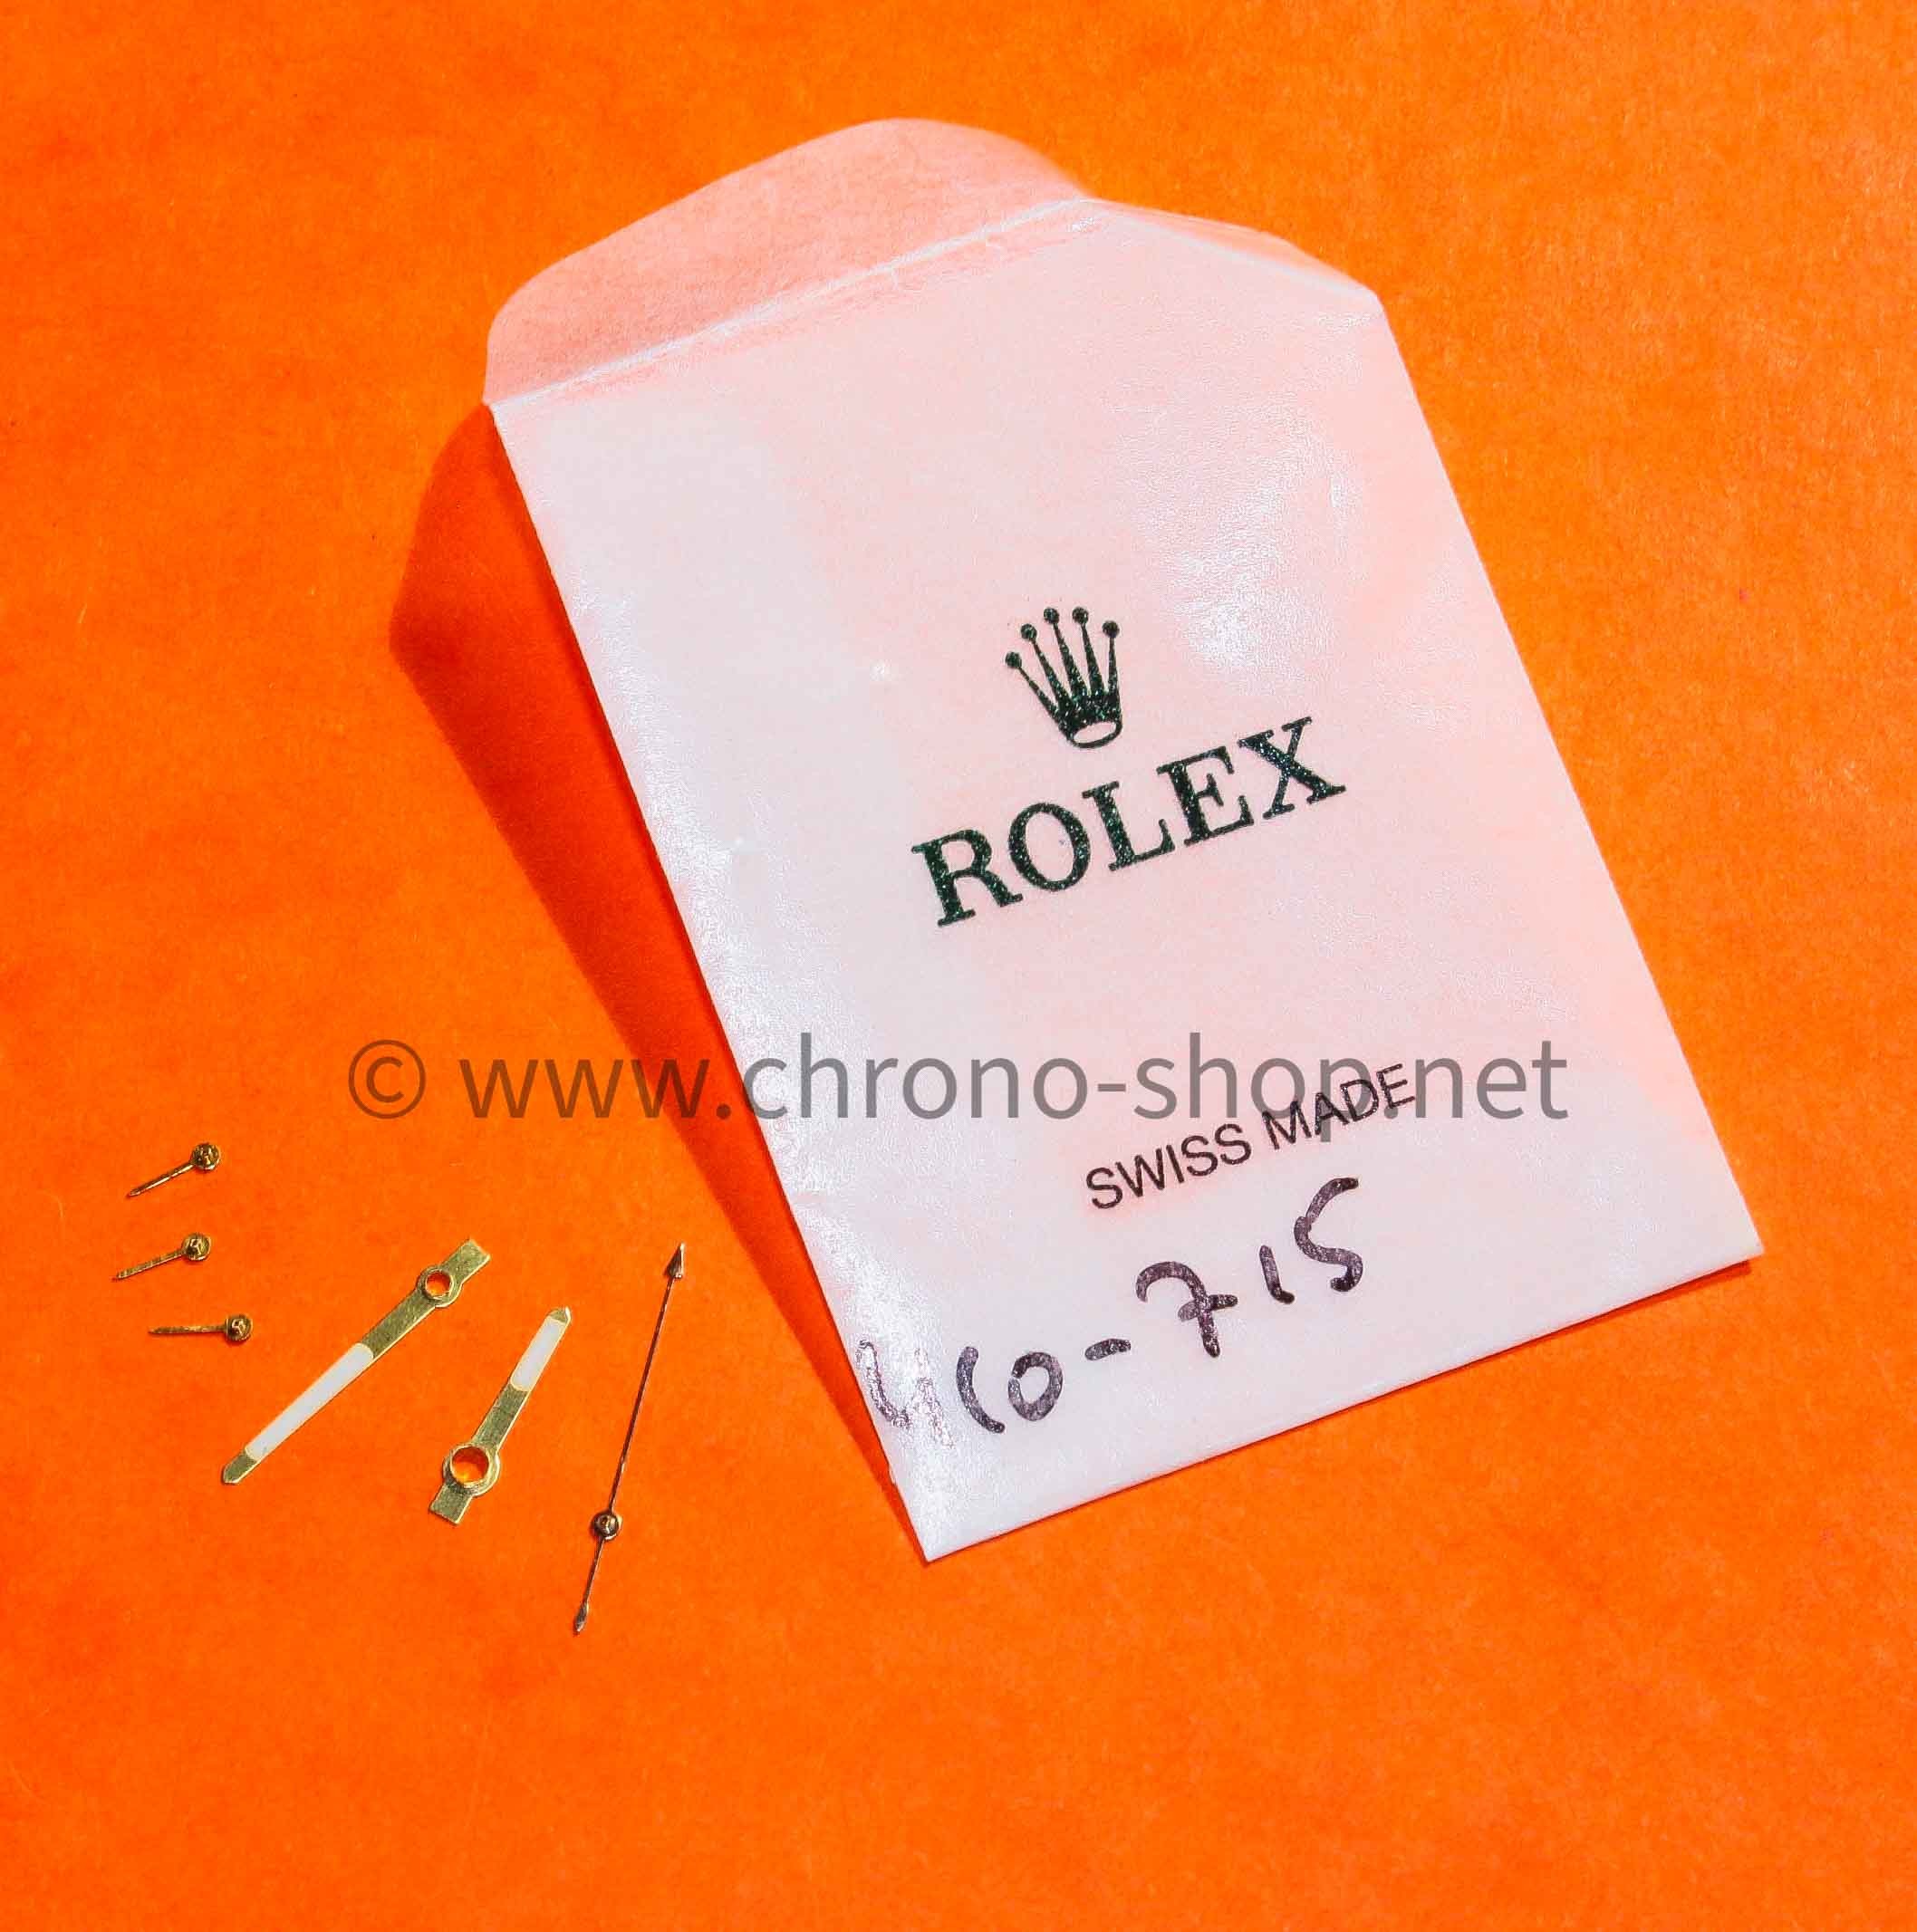 ROLEX
© www.chrono-shop.net
SWISS MADE
410-715